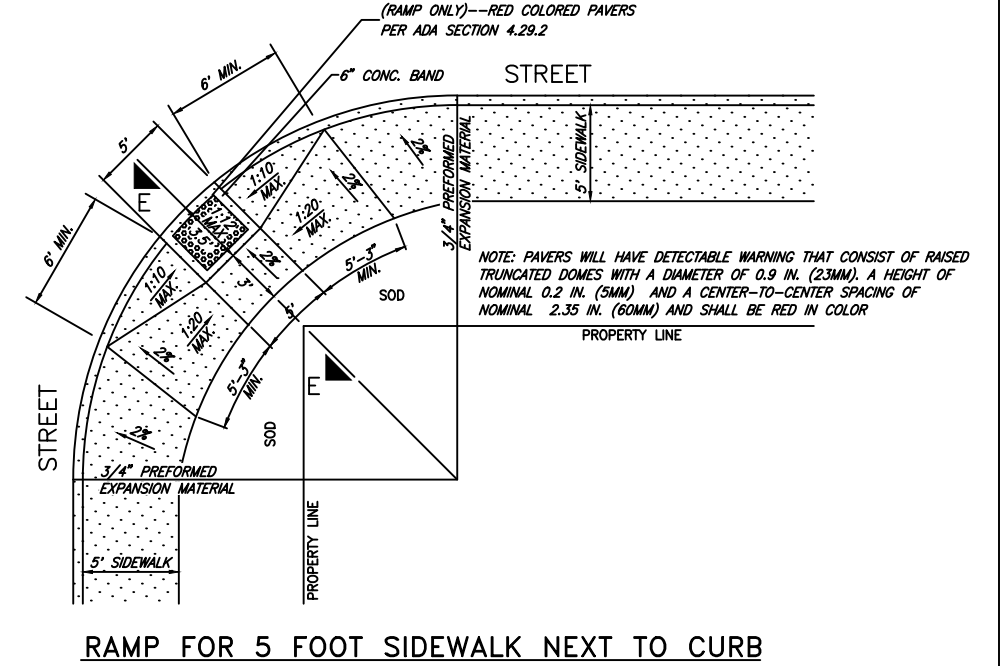 (RAMP ONLY)--RED COLORED PAVERS
PER ADA SECTION 4.29.2
6" CONC. BAND
STREET
6' MIN.
5'
E
6' MIN.
1:12
MAX.
3.5'
1:10
MAX.
1:20
MAX.
2%
2%
2%
3'
5'
5'-3"
MIN.
SOD
3/4" PREFORMED
EXPANSION MATERIAL
5' SIDEWALK
NOTE: PAVERS WILL HAVE DETECTABLE WARNING THAT CONSIST OF RAISED
TRUNCATED DOMES WITH A DIAMETER OF 0.9 IN. (23MM). A HEIGHT OF
NOMINAL 0.2 IN. (5MM) AND A CENTER-TO-CENTER SPACING OF
NOMINAL 2.35 IN. (60MM) AND SHALL BE RED IN COLOR
PROPERTY LINE
1:10
MAX.
1:20
MAX.
2%
2%
5'-3"
MIN.
E
SOD
STREET
3/4" PREFORMED
EXPANSION MATERIAL
5' SIDEWALK
PROPERTY LINE
RAMP FOR 5 FOOT SIDEWALK NEXT TO CURB